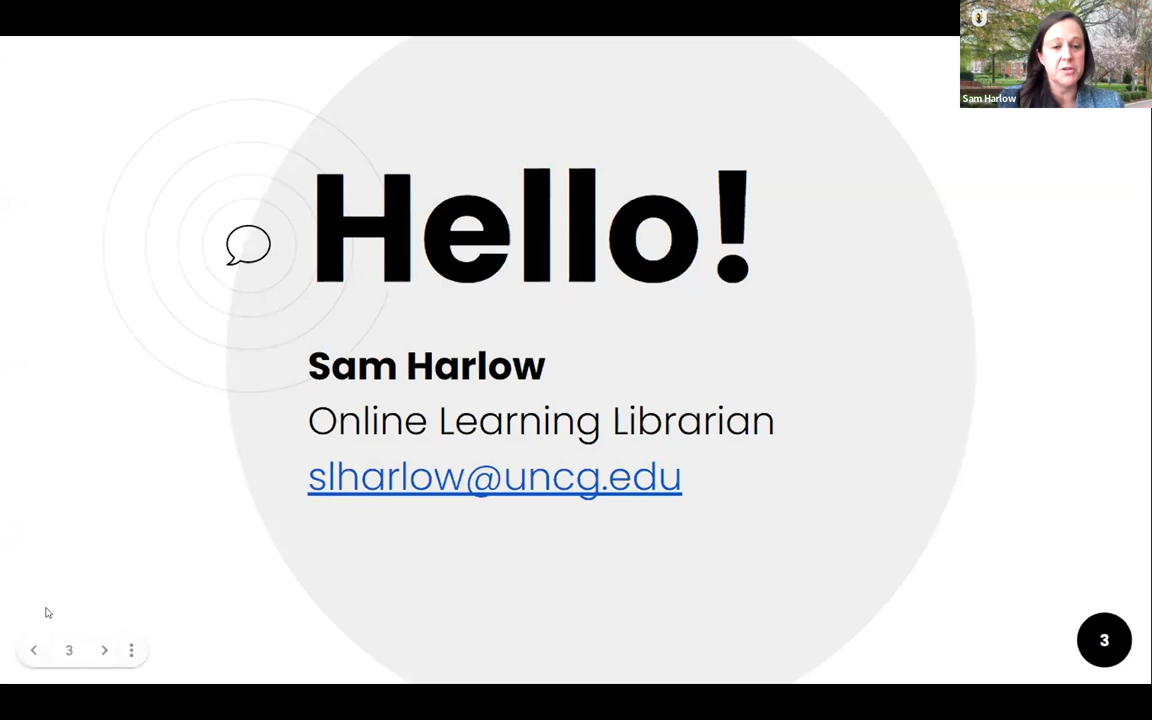 Sam Harlow
Hello!
Sam Harlow
Online Learning Librarian
slharlow@uncg.edu
3
3